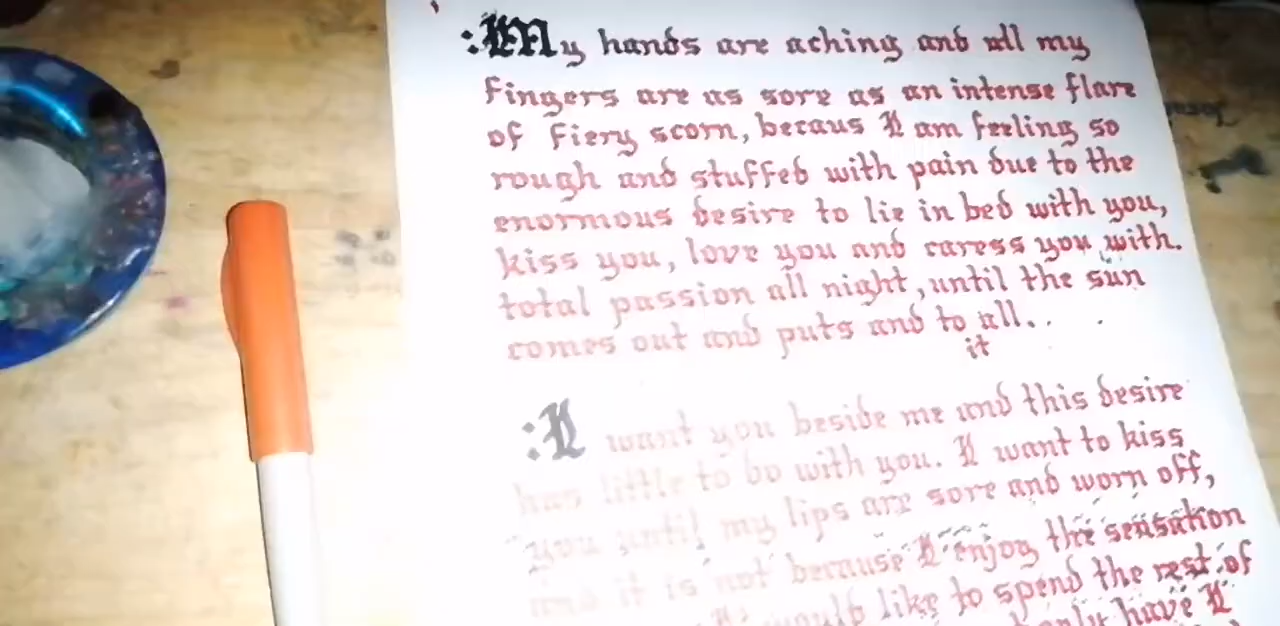 :My hands are aching and all my
fingers are as sore as an intense flare
of fiery scorn, becaus I am feeling so
rough and stuffed with pain due to the
enormous desire to lie in bed with you,
kiss you, love you and caress you with.
total passion all night, until the sun
comes out and puts and to all...
it
:I want you beside me and this desire
has little to do with you. I want to kiss
you until my lips are sore and worn off,
and it is not because I enjoy the sensation
would like to spend the rest of
only have I